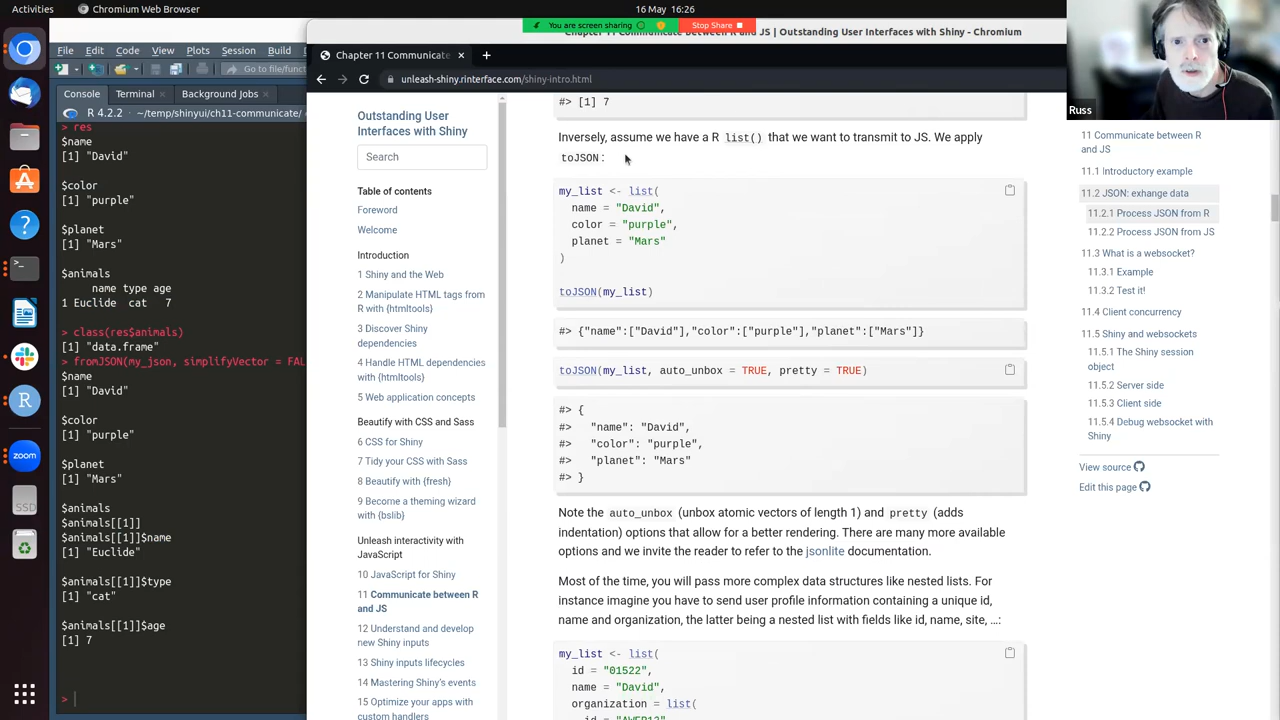 Activities
Chromium Web Browser
16 May 16:26
You are screen sharing
Stop Share
R and JS | Outstanding User Interfaces with Shiny - Chromium
File Edit Code View Plots Session Build
Go to file/func
Chapter 11 Communicate
unleash-shiny.rinterface.com/shiny-intro.html
Console Terminal Background Jobs
R 4.2.2 · ~/temp/shinyui/ch11-communicate/
> res
$name
[1] "David"
$color
[1] "purple"
$planet
[1] "Mars"
$animals
name type age
1 Euclide cat 7
> class(res$animals)
[1] "data.frame"
> fromJSON(my_json, simplifyVector = FAL
$name
[1] "David"
$color
[1] "purple"
$planet
[1] "Mars"
$animals
$animals[[1]]
$animals[[1]]$name
[1] "Euclide"
$animals[[1]]$type
[1] "cat"
$animals[[1]]$age
[1] 7
>
zoom
SSD
Outstanding User
Interfaces with Shiny
Search
Table of contents
Foreword
Welcome
Introduction
1 Shiny and the Web
2 Manipulate HTML tags from
R with {htmltools}
3 Discover Shiny
dependencies
4 Handle HTML dependencies
with {htmltools}
5 Web application concepts
Beautify with CSS and Sass
6 CSS for Shiny
7 Tidy your CSS with Sass
8 Beautify with {fresh}
9 Become a theming wizard
with {bslib}
Unleash interactivity with
JavaScript
10 JavaScript for Shiny
11 Communicate between R
and JS
12 Understand and develop
new Shiny inputs
13 Shiny inputs lifecycles
14 Mastering Shiny's events
15 Optimize your apps with
custom handlers
#> [1] 7
Inversely, assume we have a R list() that we want to transmit to JS. We apply
toJSON:
my_list <- list(
name = "David",
color = "purple",
planet = "Mars"
)
toJSON(my_list)
#> {"name":["David"],"color":["purple"],"planet":["Mars"]}
toJSON(my_list, auto_unbox = TRUE, pretty = TRUE)
#> {
#> "name": "David",
#> "color": "purple",
#> "planet": "Mars"
#> }
Note the auto_unbox (unbox atomic vectors of length 1) and pretty (adds
indentation) options that allow for a better rendering. There are many more available
options and we invite the reader to refer to the jsonlite documentation.
Most of the time, you will pass more complex data structures like nested lists. For
instance imagine you have to send user profile information containing a unique id,
name and organization, the latter being a nested list with fields like id, name, site, …:
my_list <- list(
id = "01522",
name = "David",
organization = list(
Russ
11 Communicate between R
and JS
11.1 Introductory example
11.2 JSON: exhange data
11.2.1 Process JSON from R
11.2.2 Process JSON from JS
11.3 What is a websocket?
11.3.1 Example
11.3.2 Test it!
11.4 Client concurrency
11.5 Shiny and websockets
11.5.1 The Shiny session
object
11.5.2 Server side
11.5.3 Client side
11.5.4 Debug websocket with
Shiny
View source
Edit this page